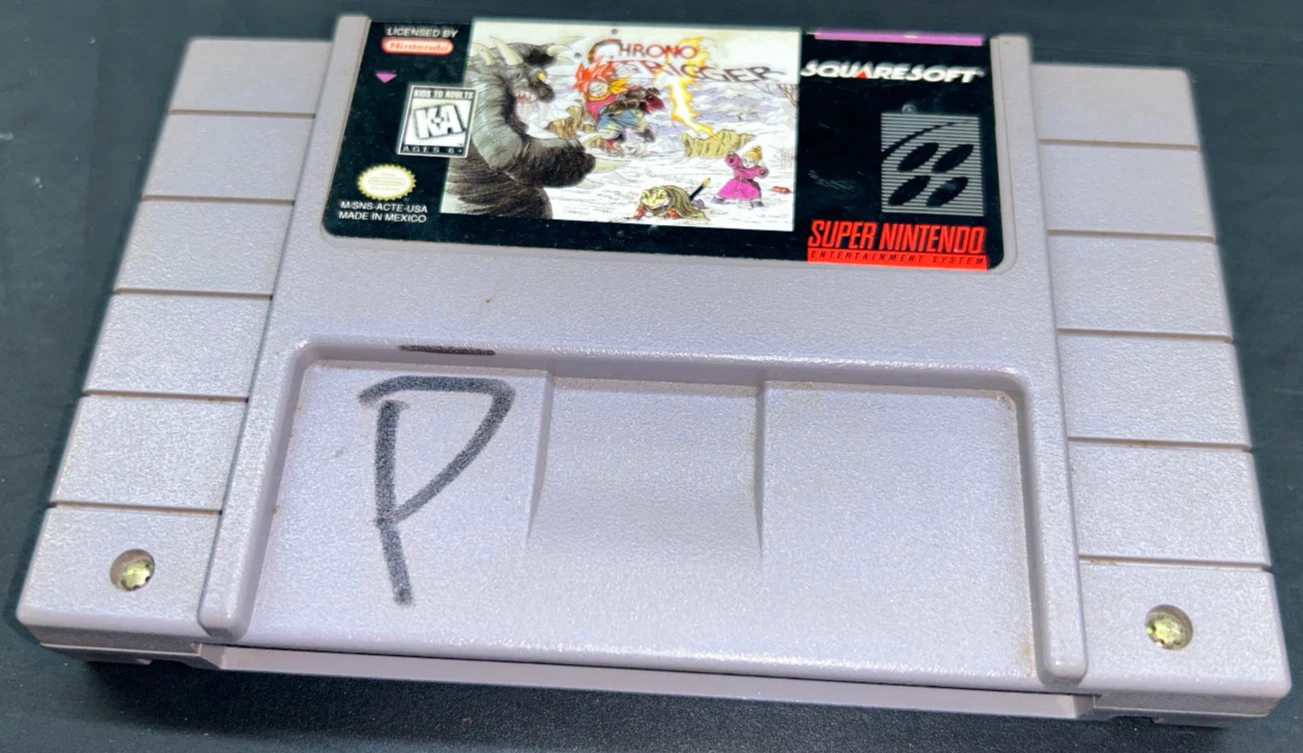 LICENSED BY
Nintendo
KIDS TO ADULTS
K-A
AGES 6+
M/SNS-ACTE-USA
MADE IN MEXICO
CHRONO
TRIGGER
SQUARESOFT®
SUPER NINTENDO
ENTERTAINMENT SYSTEM
P